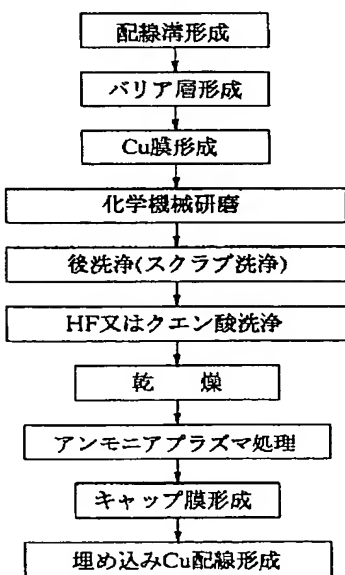 配線溝形成
バリア層形成
Cu膜形成
化学機械研磨
後洗浄(スクラブ洗浄)
HF又はクエン酸洗浄
乾 燥
アンモニアプラズマ処理
キャップ膜形成
埋め込みCu配線形成